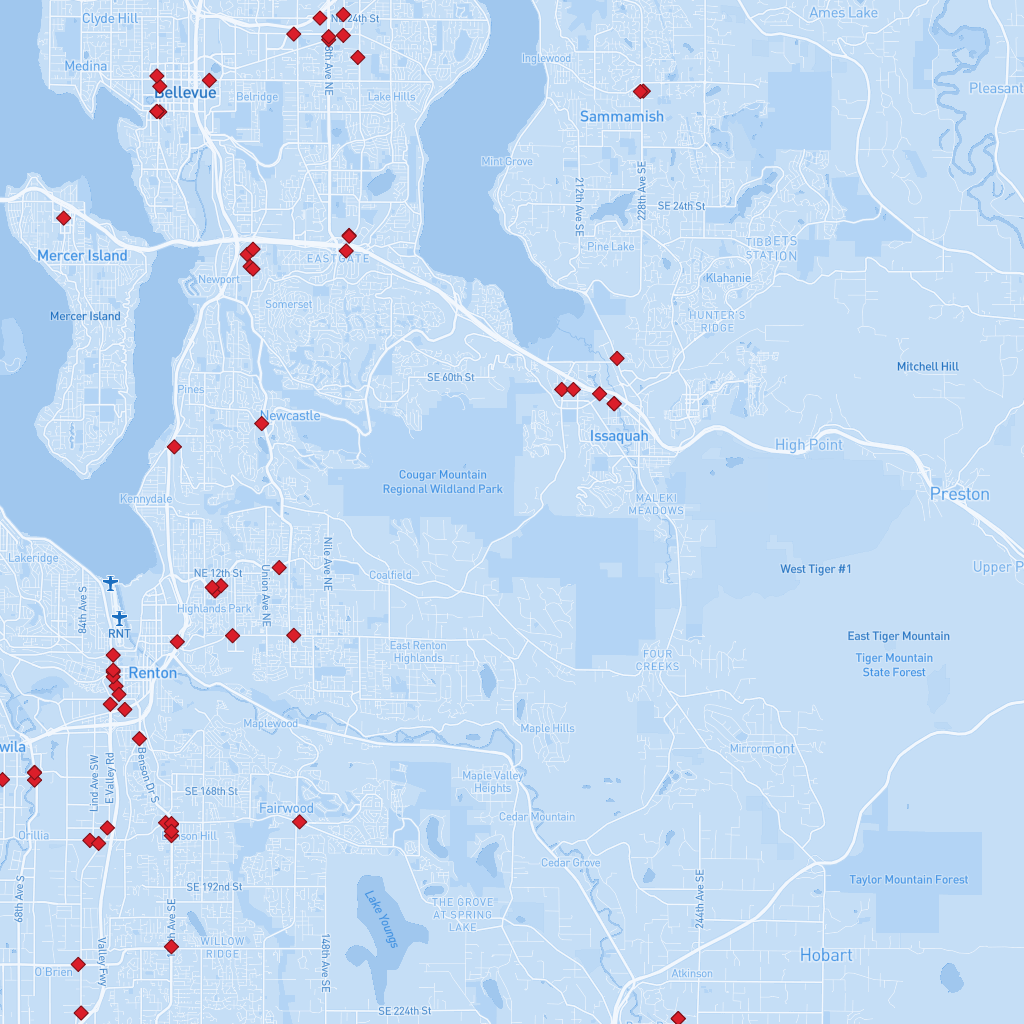 Clyde Hill
NE 24th St
Ames Lake
Inglewood
Medina
Bellevue
Belridge
Lake Hills
Pleasant
Sammamish
Mint Grove
212th Ave SE
228th Ave SE
SE 24th St
Mercer Island
EASTGATE
Pine Lake
TIBBETS
STATION
Newport
Klahanie
Somerset
Mercer Island
HUNTER'S
RIDGE
Mitchell Hill
SE 60th St
Pines
Newcastle
Issaquah
High Point
Cougar Mountain
Regional Wildland Park
Kennydale
MALEKI
MEADOWS
Preston
Lakeridge
NE 12th St
Nile Ave NE
Coalfield
West Tiger #1
Upper P
84th Ave S
Union Ave NE
Highlands Park
RNT
East Renton
Highlands
East Tiger Mountain
FOUR
CREEKS
Tiger Mountain
State Forest
Renton
Maplewood
Maple Hills
wila
Mirrormont
Lind Ave SW
E Valley Rd
Benson Dr S
SE 168th St
Maple Valley
Heights
Fairwood
Cedar Mountain
Orillia
nson Hill
Cedar Grove
68th Ave S
SE 192nd St
Taylor Mountain Forest
244th Ave SE
Lake Youngs
THE GROVE
AT SPRING
LAKE
WILLOW
RIDGE
148th Ave SE
Valley Fwy
O'Brien
Hobart
Atkinson
SE 224th St